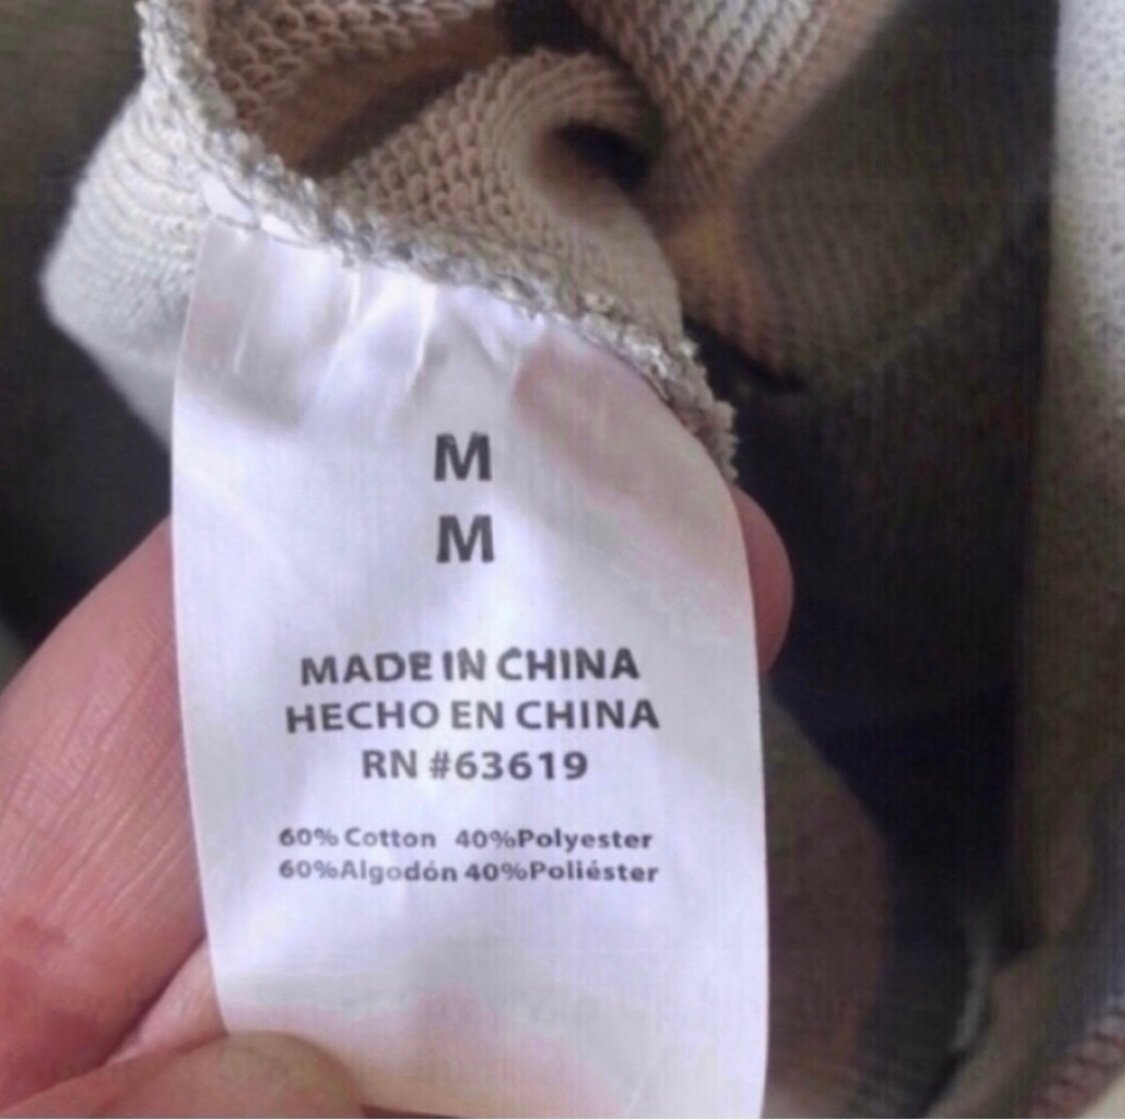 M
M
MADE IN CHINA
HECHO EN CHINA
RN #63619
60% Cotton 40%Polyester
60%Algodón 40%Poliéster